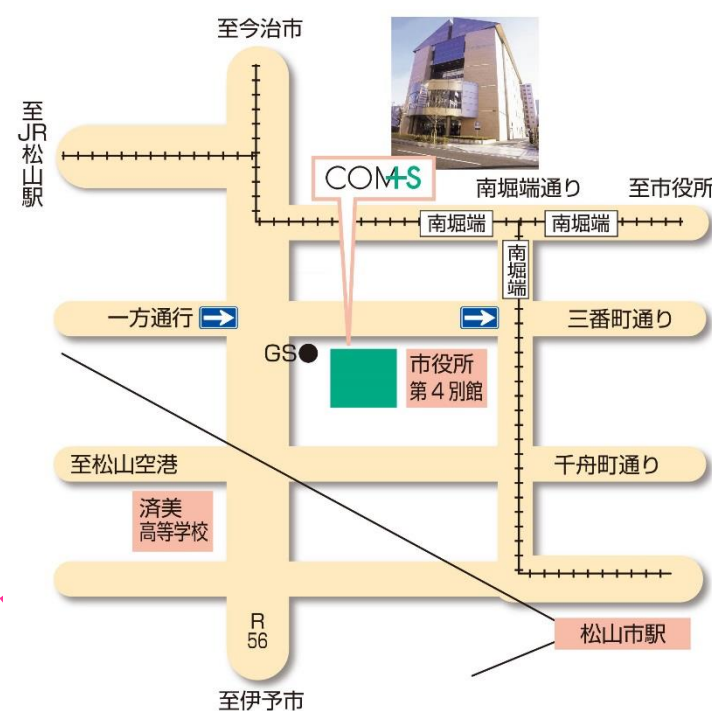 至今治市
至JR松山駅
COMS
南堀端通り
至市役所
南堀端
南堀端
南堀端
一方通行
三番町通り
GS
市役所
第4別館
至松山空港
千舟町通り
済美
高等学校
R
56
松山市駅
至伊予市